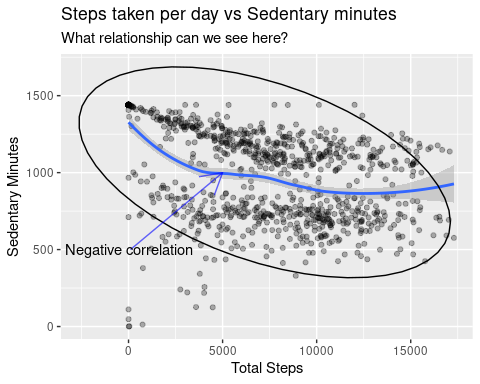 Steps taken per day vs Sedentary minutes
What relationship can we see here?
Sedentary Minutes
1500
1000
500
0
Negative correlation
0 5000 10000 15000
Total Steps